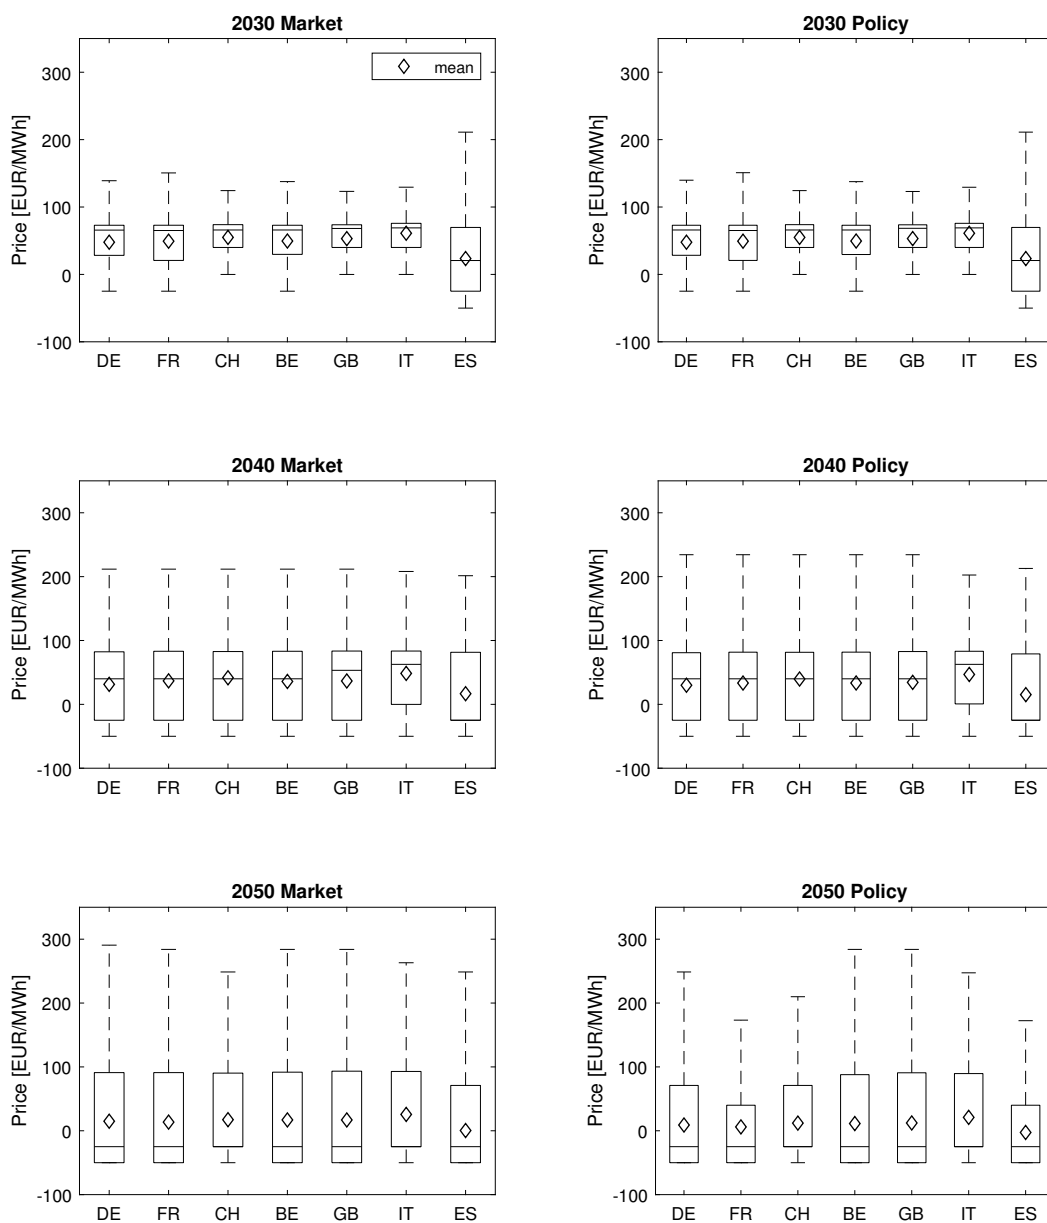 2030 Market
Price [EUR/MWh]
300
200
100
0
-100
mean
DE FR CH BE GB IT ES
2030 Policy
Price [EUR/MWh]
300
200
100
0
-100
DE FR CH BE GB IT ES
2040 Market
Price [EUR/MWh]
300
200
100
0
-100
DE FR CH BE GB IT ES
2040 Policy
Price [EUR/MWh]
300
200
100
0
-100
DE FR CH BE GB IT ES
2050 Market
Price [EUR/MWh]
300
200
100
0
-100
DE FR CH BE GB IT ES
2050 Policy
Price [EUR/MWh]
300
200
100
0
-100
DE FR CH BE GB IT ES